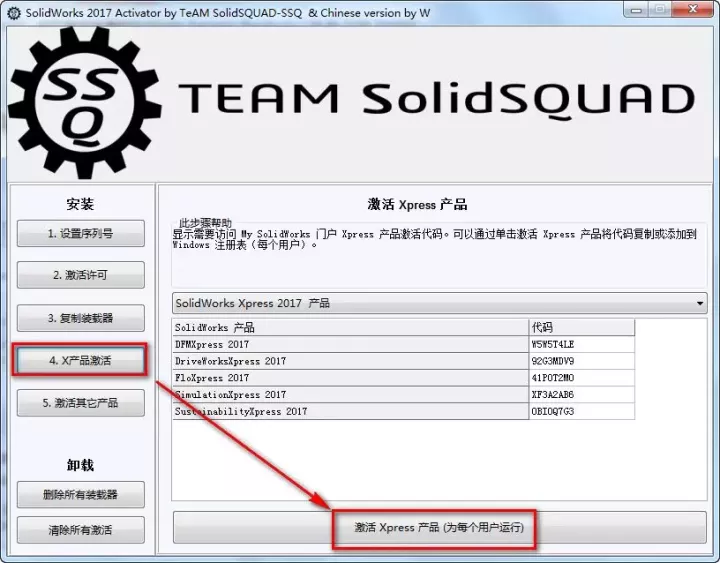 SolidWorks 2017 Activator by TeAM SolidSQUAD-SSQ & Chinese version by W
SSQ
TEAM SolidSQUAD
安装
1. 设置序列号
2. 激活许可
3. 复制装载器
4. X产品激活
5. 激活其它产品
卸载
删除所有装载器
清除所有激活
激活 Xpress 产品
此步骤帮助
显示需要访问 My SolidWorks 门户 Xpress 产品激活代码。可以通过单击激活 Xpress 产品将代码复制或添加到
Windows 注册表（每个用户）。
SolidWorks Xpress 2017 产品
SolidWorks 产品 代码
DFMXpress 2017 W5W5T4LE
DriveWorksXpress 2017 92G3MDV9
FloXpress 2017 41P0T2MO
SimulationXpress 2017 XF3A2AB6
SustainabilityXpress 2017 OBIOQ7G3
激活 Xpress 产品 (为每个用户运行)